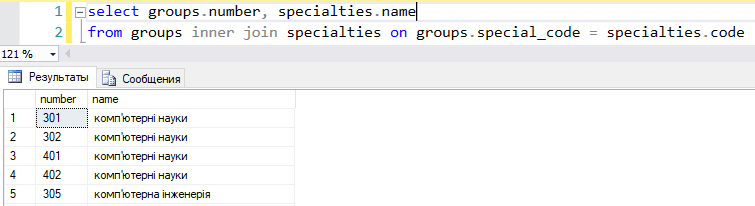 1 select groups.number, specialties.name
2 from groups inner join specialties on groups.special_code = specialties.code
121 %
Результаты Сообщения
number name
1 301 комп'ютерні науки
2 302 комп'ютерні науки
3 401 комп'ютерні науки
4 402 комп'ютерні науки
5 305 комп'ютерна інженерія